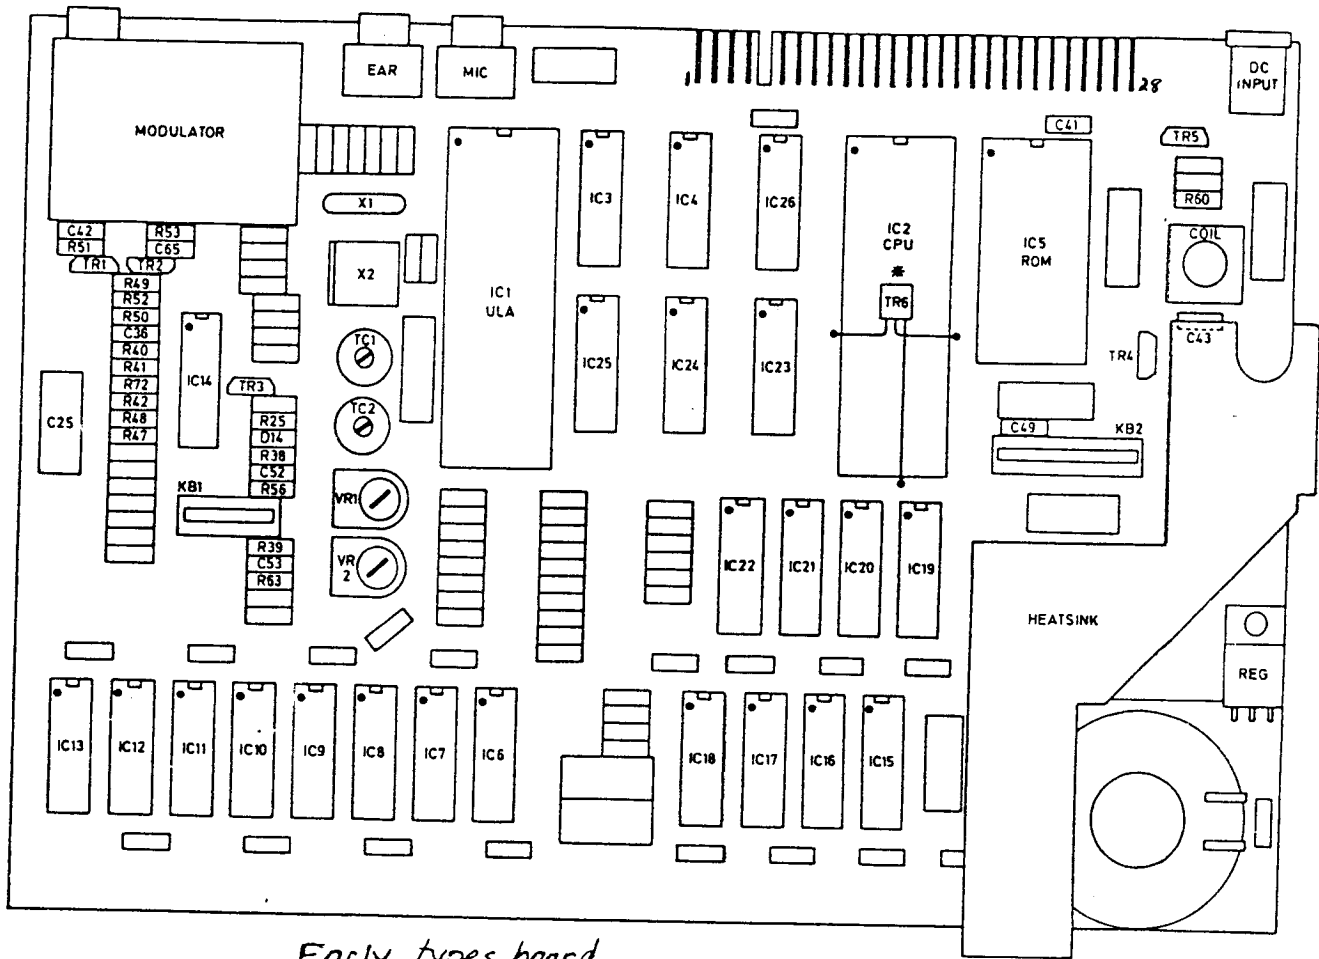 EAR
MIC
DC
INPUT
1
28
MODULATOR
C41
TR5
R60
X1
IC3
IC4
IC26
IC2
CPU
*
TR6
IC5
ROM
COIL
C42
R53
R51
C65
TR1
TR2
R49
R52
R50
C36
R40
R41
R72
R42
R48
R47
X2
IC1
ULA
IC14
TC1
TR3
IC25
IC24
IC23
TR4
C43
C25
R25
D14
R38
C52
R56
TC2
C49
KB2
KB1
VR1
R39
C53
R63
VR
2
IC22
IC21
IC20
IC19
HEATSINK
REG
IC13
IC12
IC11
IC10
IC9
IC8
IC7
IC6
IC18
IC17
IC16
IC15
Early types board